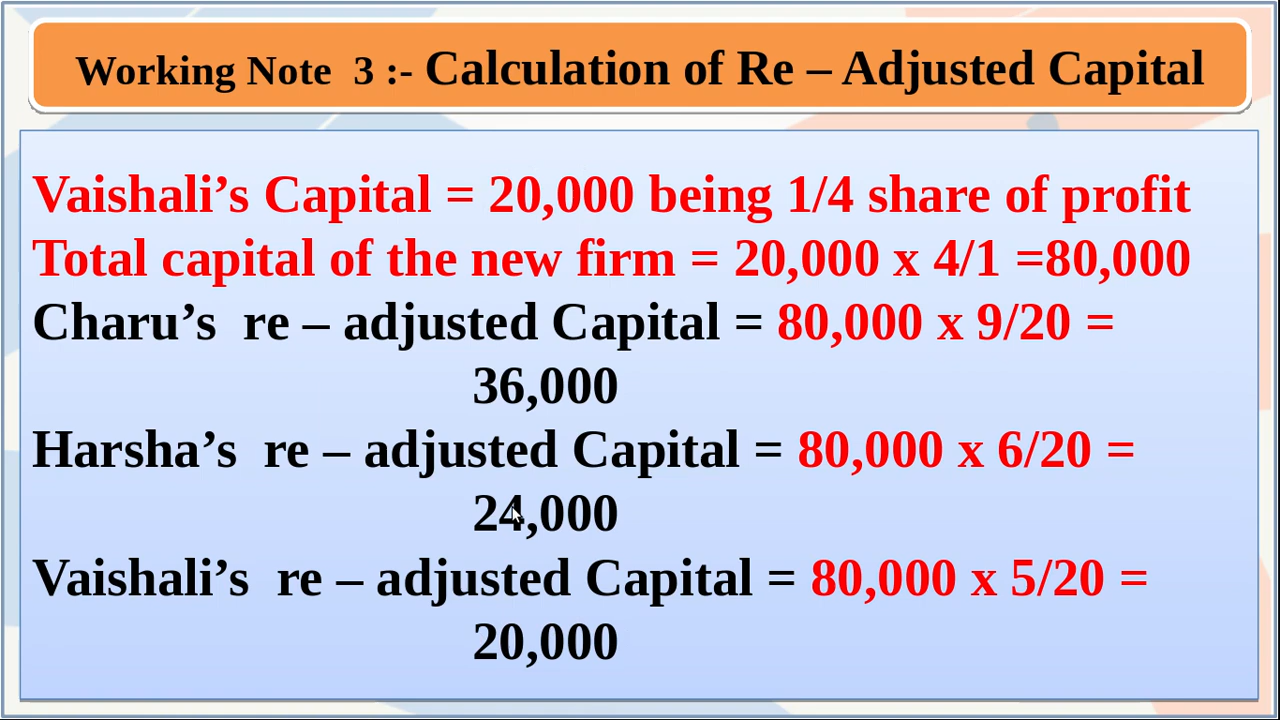 Working Note 3 :- Calculation of Re – Adjusted Capital
Vaishali’s Capital = 20,000 being 1/4 share of profit
Total capital of the new firm = 20,000 x 4/1 =80,000
Charu’s re – adjusted Capital = 80,000 x 9/20 =
36,000
Harsha’s re – adjusted Capital = 80,000 x 6/20 =
24,000
Vaishali’s re – adjusted Capital = 80,000 x 5/20 =
20,000